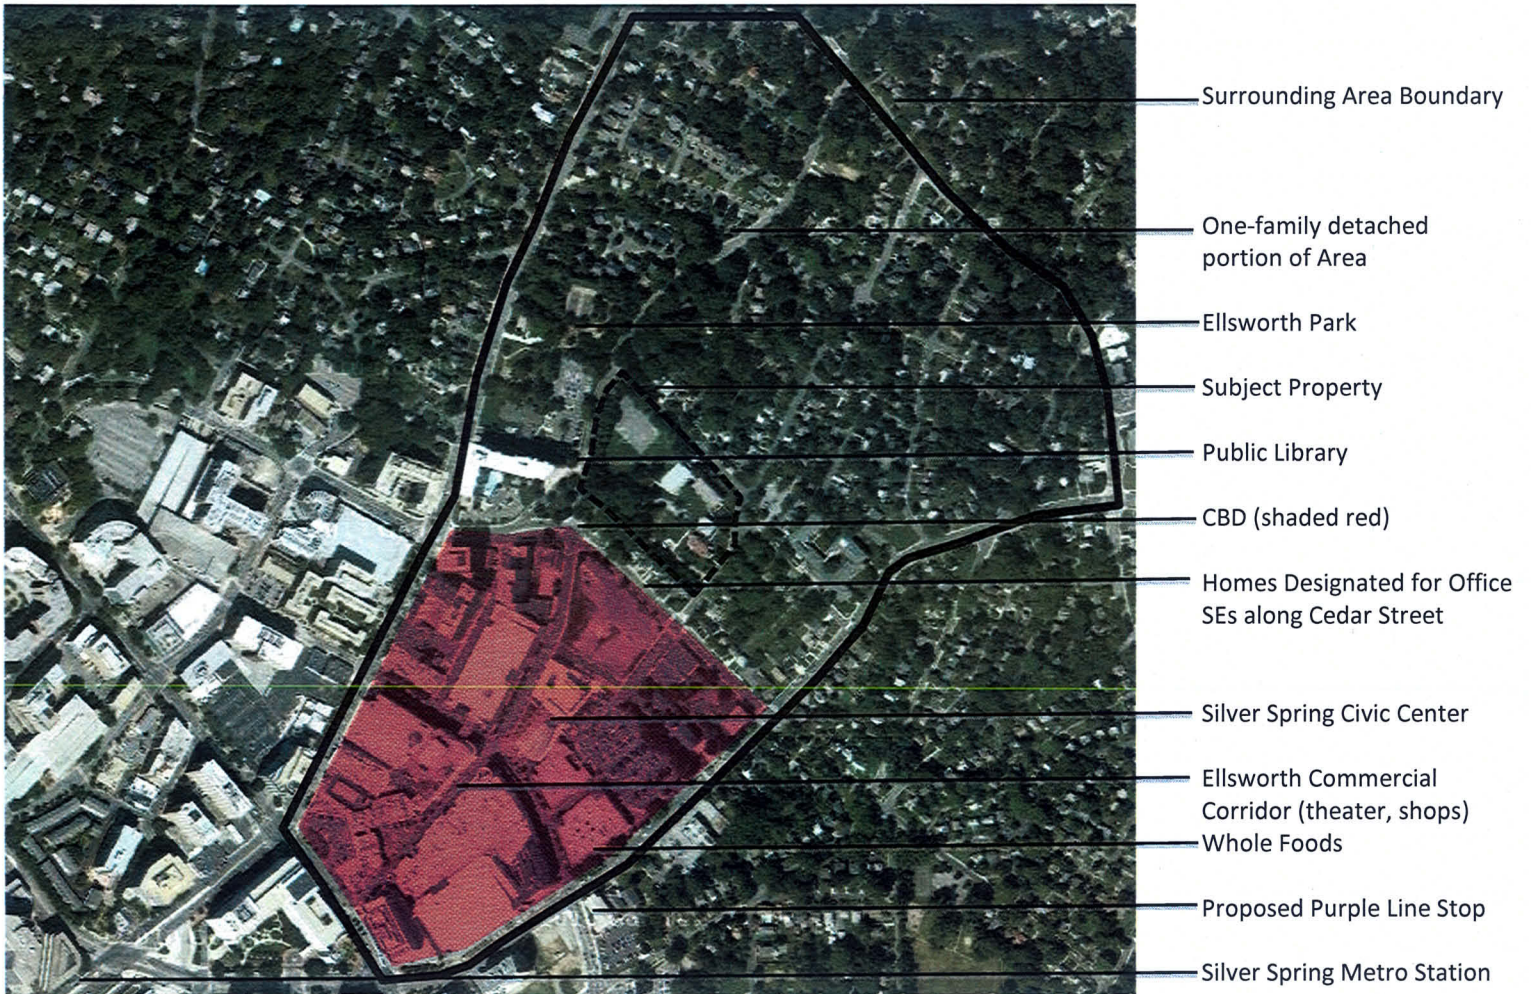 Surrounding Area Boundary
One-family detached
portion of Area
Ellsworth Park
Subject Property
Public Library
CBD (shaded red)
Homes Designated for Office
SEs along Cedar Street
Silver Spring Civic Center
Ellsworth Commercial
Corridor (theater, shops)
Whole Foods
Proposed Purple Line Stop
Silver Spring Metro Station